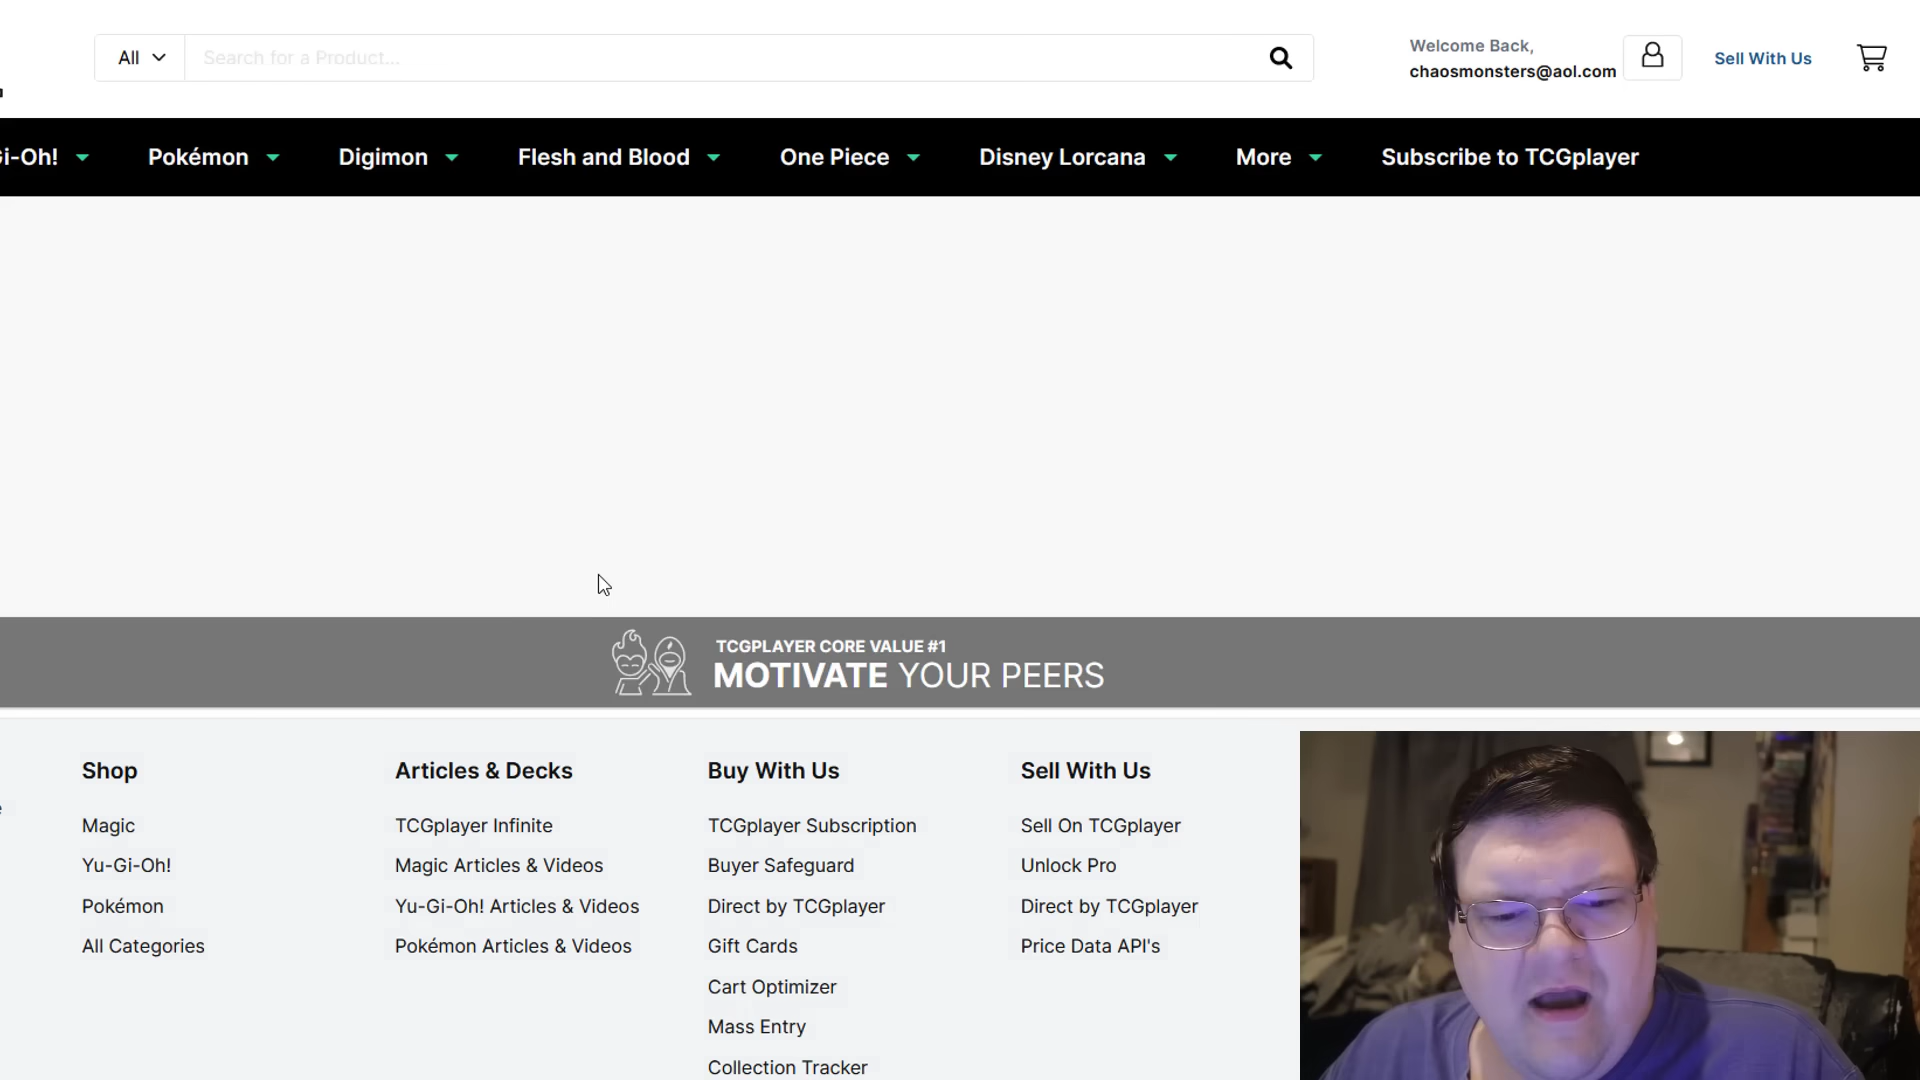 All
Search for a Product...
Welcome Back,
chaosmonsters@aol.com
Sell With Us
Gi-Oh!
Pokémon
Digimon
Flesh and Blood
One Piece
Disney Lorcana
More
Subscribe to TCGplayer
TCGPLAYER CORE VALUE #1
MOTIVATE YOUR PEERS
Shop
Magic
Yu-Gi-Oh!
Pokémon
All Categories
Articles & Decks
TCGplayer Infinite
Magic Articles & Videos
Yu-Gi-Oh! Articles & Videos
Pokémon Articles & Videos
Buy With Us
TCGplayer Subscription
Buyer Safeguard
Direct by TCGplayer
Gift Cards
Cart Optimizer
Mass Entry
Collection Tracker
Sell With Us
Sell On TCGplayer
Unlock Pro
Direct by TCGplayer
Price Data API's